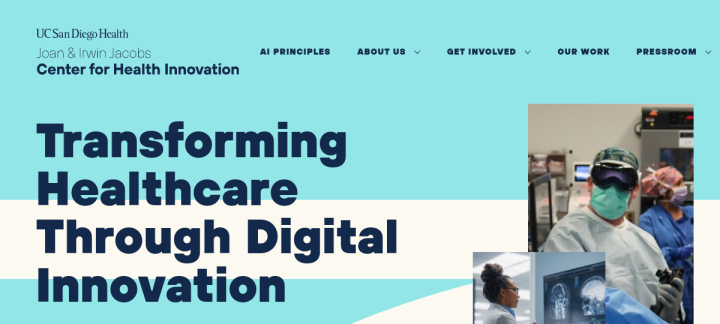 UC San Diego Health
Joan & Irwin Jacobs
Center for Health Innovation
AI PRINCIPLES
ABOUT US
GET INVOLVED
OUR WORK
PRESSROOM
Transforming
Healthcare
Through Digital
Innovation